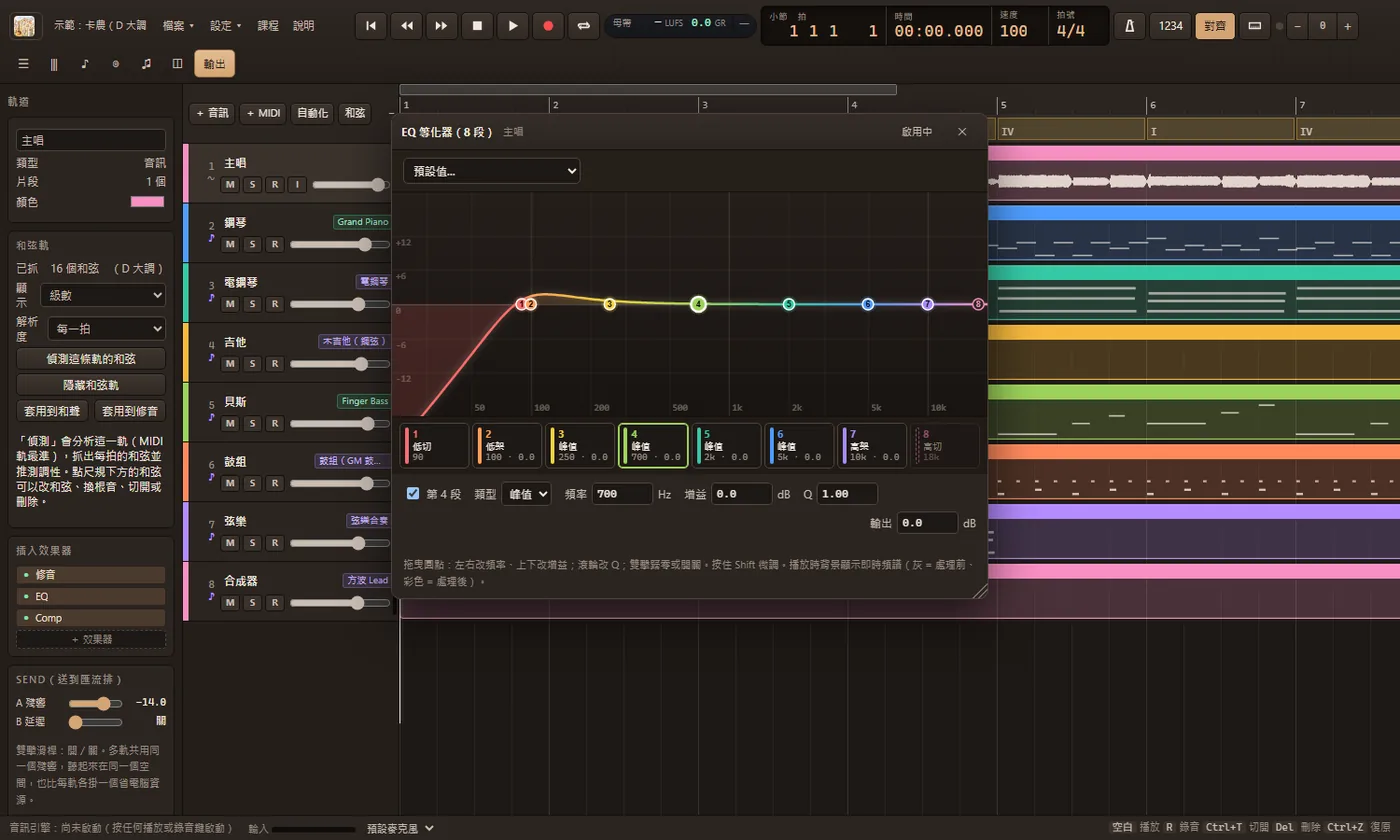 示範：卡農 ( D 大調
檔案 ▾
設定 ▾
課程
說明
母帶 — LUFS 0.0 GR —
小節 拍
1 1 1 1
時間
00:00.000
速度
100
拍號
4/4
1234
對齊
− 0 +
輸出
軌道
主唱
類型 音訊
片段 1 個
顏色
和弦軌
已抓 16 個和弦 ( D 大調 )
顯示 級數
解析度 每一拍
偵測這條軌的和弦
隱藏和弦軌
套用到和聲 套用到修音
「偵測」會分析這一軌 ( MIDI
軌最準 )，抓出每拍的和弦並
推測調性。點尺規下方的和弦
可以改和弦、換根音、切開或
刪除。
插入效果器
• 修音
• EQ
• Comp
+ 效果器
SEND ( 送到匯流排 )
A 殘響 −14.0
B 延遲 關
雙擊滑桿：開 / 關。多軌共用同
一個殘響，聽起來在同一個空
間，也比每軌各掛一個省電腦資
源。
+ 音訊
+ MIDI
自動化
和弦
1 主唱
M S R I
2 鋼琴 Grand Piano
M S R
3 電鋼琴 電鋼琴
M S R
4 吉他 木吉他 ( 鋼弦 )
M S R
5 貝斯 Finger Bass
M S R
6 鼓組 鼓組 ( GM 鼓...
M S R
7 弦樂 弦樂合奏
M S R
8 合成器 方波 Lead
M S R
1 2 3 4 5 6 7
IV I IV
EQ 等化器 ( 8 段 ) 主唱
啟用中 ×
預設值...
+12
+6
0
-6
-12
1 2 3 4 5 6 7 8
50 100 200 500 1k 2k 5k 10k
1 低切 90
2 低架 100 · 0.0
3 峰值 250 · 0.0
4 峰值 700 · 0.0
5 峰值 2k · 0.0
6 峰值 5k · 0.0
7 高架 10k · 0.0
8 高切 18k
第 4 段 類型 峰值 頻率 700 Hz 增益 0.0 dB Q 1.00
輸出 0.0 dB
拖曳圓點：左右改頻率、上下改增益；滾輪改 Q；雙擊歸零或開關。按住 Shift 微調。播放時背景顯示即時頻譜 ( 灰 = 處理前、
彩色 = 處理後 )。
音訊引擎：尚未啟動 ( 按任何播放或錄音鍵啟動 )
輸入
預設麥克風
空白 播放 R 錄音 Ctrl+T 切開 Del 刪除 Ctrl+Z 復原